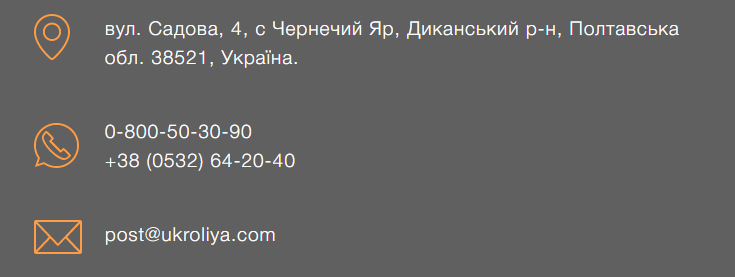 вул. Садова, 4, с Чернечий Яр, Диканський р-н, Полтавська
обл. 38521, Україна.
0-800-50-30-90
+38 (0532) 64-20-40
post@ukroliya.com